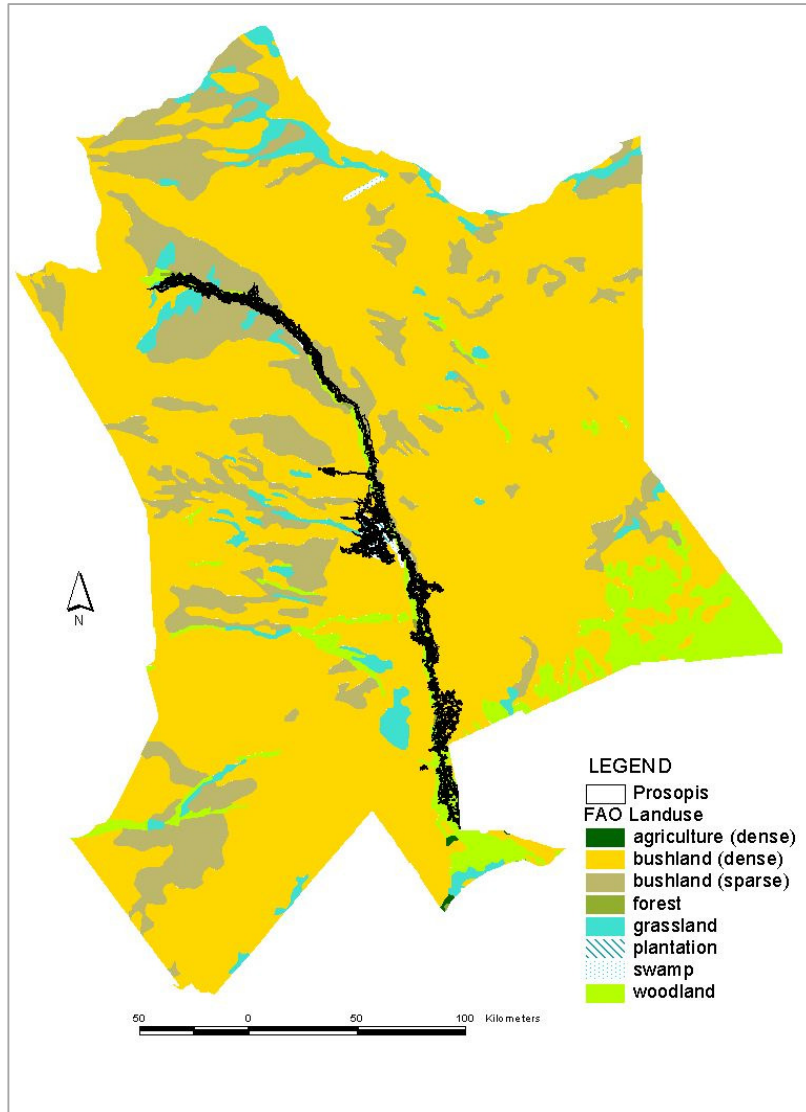 N
LEGEND
Prosopis
FAO Landuse
agriculture (dense)
bushland (dense)
bushland (sparse)
forest
grassland
plantation
swamp
woodland
50 0 50 100 Kilometers